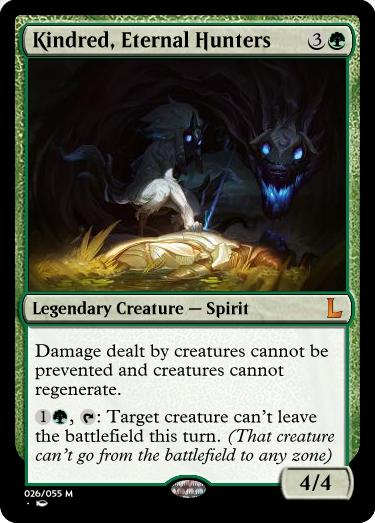 Kindred, Eternal Hunters 3
Legendary Creature — Spirit L
Damage dealt by creatures cannot be
prevented and creatures cannot
regenerate.
1 , : Target creature can't leave
the battlefield this turn. (That creature
can't go from the battlefield to any zone)
4/4
026/055 M